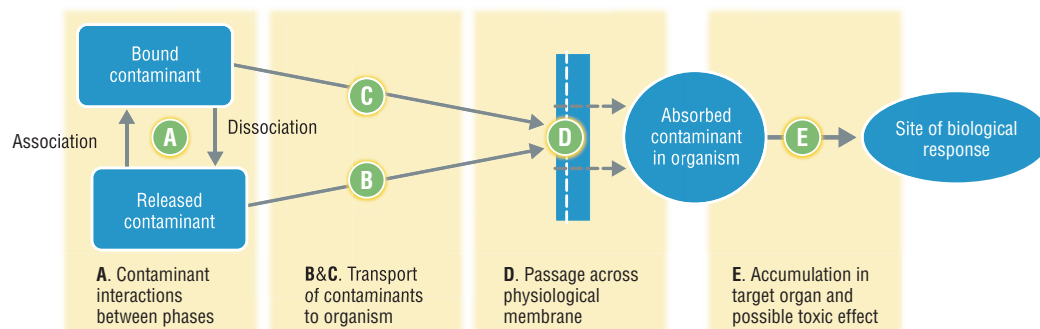 Bound
contaminant
Association
A
Dissociation
Released
contaminant
C
B
D
Absorbed
contaminant
in organism
E
Site of biological
response
A. Contaminant
interactions
between phases
B&C. Transport
of contaminants
to organism
D. Passage across
physiological
membrane
E. Accumulation in
target organ and
possible toxic effect